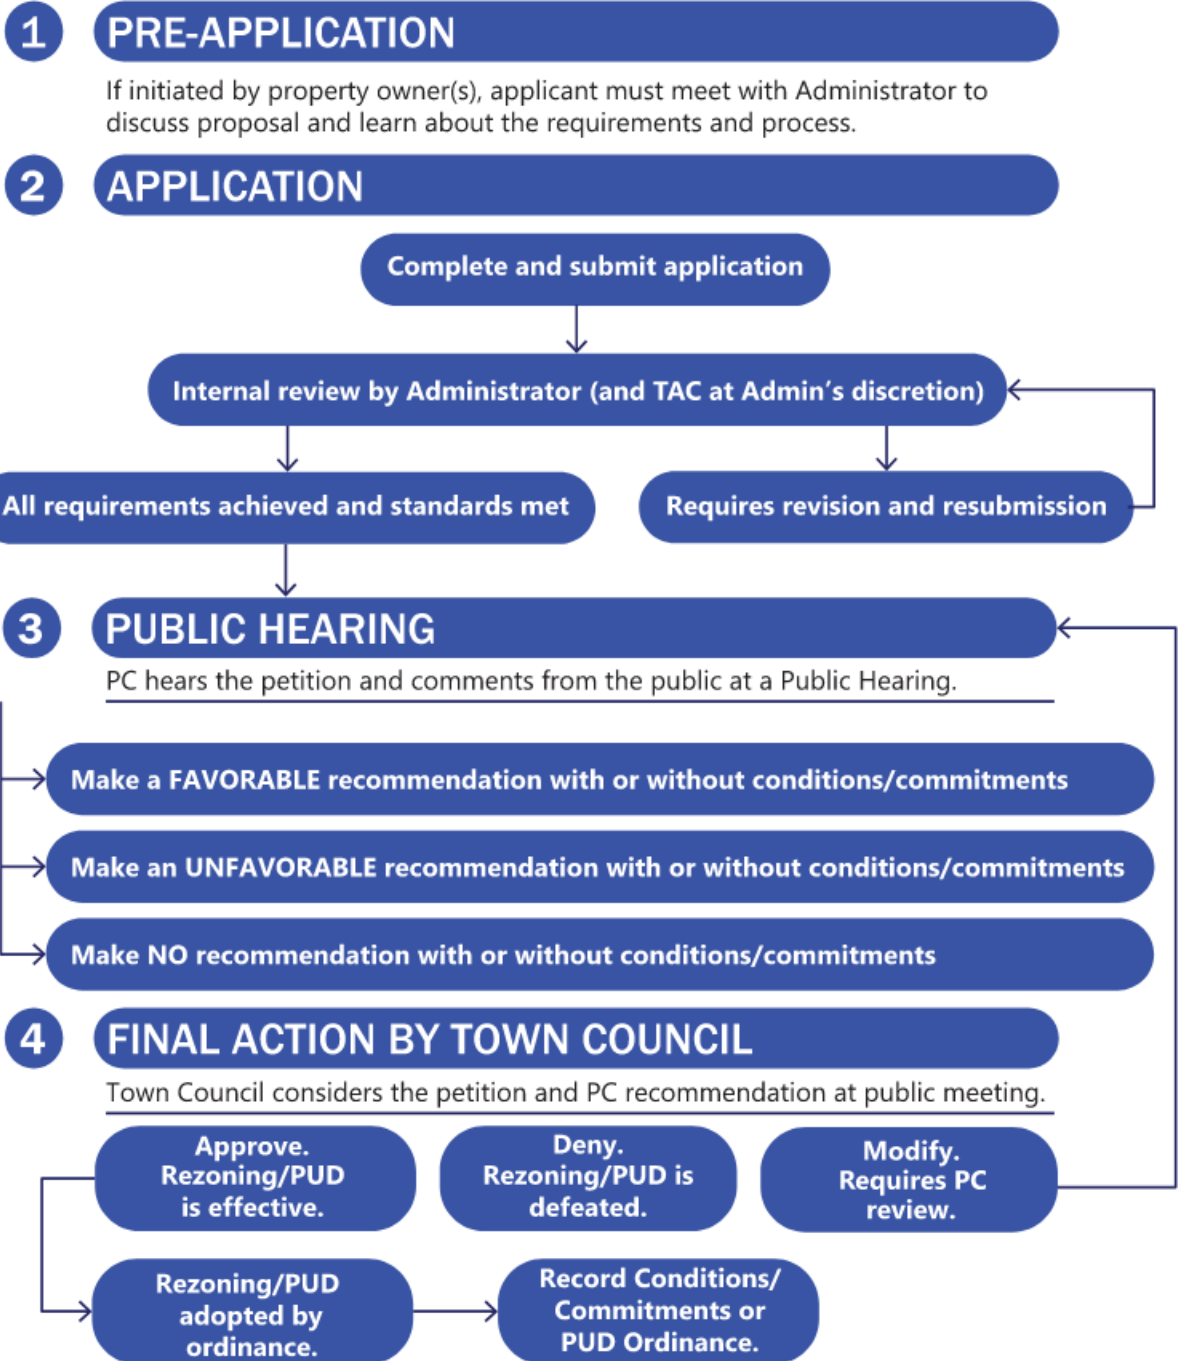 1 PRE-APPLICATION
If initiated by property owner(s), applicant must meet with Administrator to
discuss proposal and learn about the requirements and process.
2 APPLICATION
Complete and submit application
Internal review by Administrator (and TAC at Admin’s discretion)
All requirements achieved and standards met
Requires revision and resubmission
3 PUBLIC HEARING
PC hears the petition and comments from the public at a Public Hearing.
Make a FAVORABLE recommendation with or without conditions/commitments
Make an UNFAVORABLE recommendation with or without conditions/commitments
Make NO recommendation with or without conditions/commitments
4 FINAL ACTION BY TOWN COUNCIL
Town Council considers the petition and PC recommendation at public meeting.
Approve.
Rezoning/PUD
is effective.
Deny.
Rezoning/PUD is
defeated.
Modify.
Requires PC
review.
Rezoning/PUD
adopted by
ordinance.
Record Conditions/
Commitments or
PUD Ordinance.